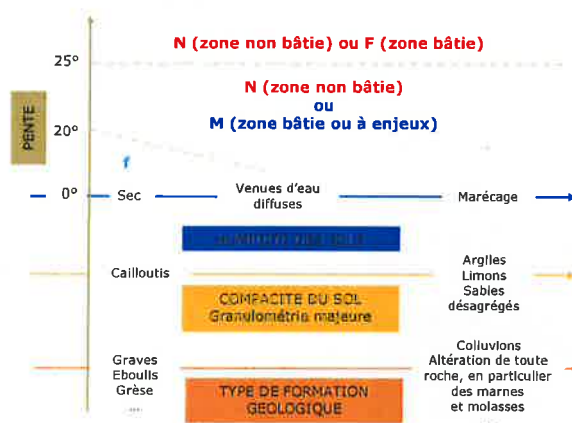 N (zone non bâtie) ou F (zone bâtie)
25°
N (zone non bâtie)
ou
M (zone bâtie ou à enjeux)
PENTE
20°
f
0°
Sec
Venues d'eau
diffuses
Marécage
Cailloutis
Argiles
Limons
Sables
désagrégés
COMPACITE DU SOL
Granulométrie majeure
Graves
Eboulis
Grèse
....
Colluvions
Altération de toute
roche, en particulier
des marnes
et molasses
TYPE DE FORMATION
GEOLOGIQUE